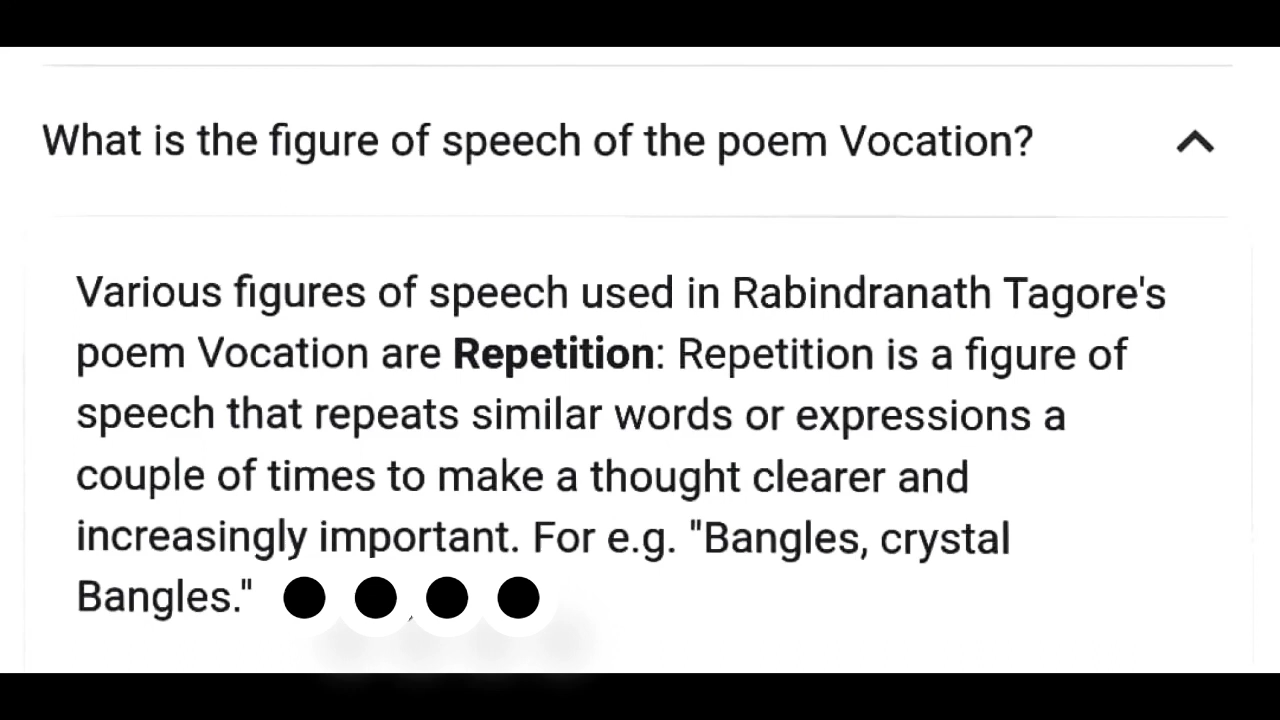 What is the figure of speech of the poem Vocation?
Various figures of speech used in Rabindranath Tagore's
poem Vocation are Repetition: Repetition is a figure of
speech that repeats similar words or expressions a
couple of times to make a thought clearer and
increasingly important. For e.g. "Bangles, crystal
Bangles."